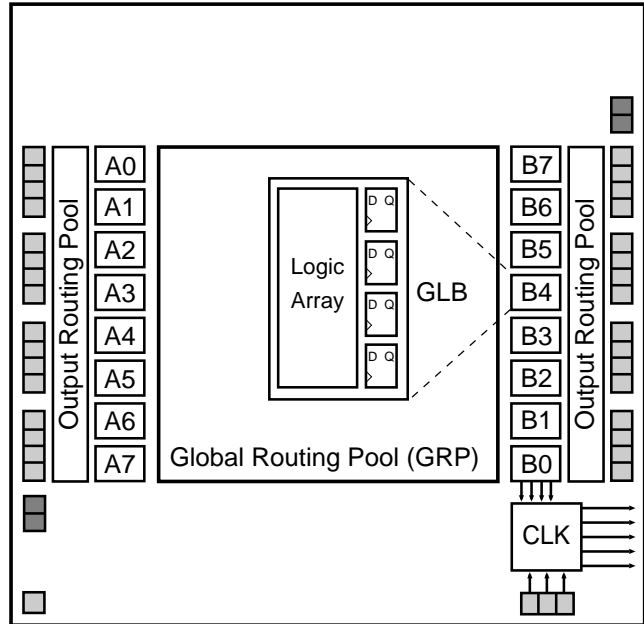 Output Routing Pool
A0
A1
A2
A3
A4
A5
A6
A7
Logic
Array
D Q
D Q
D Q
D Q
GLB
Global Routing Pool (GRP)
B7
B6
B5
B4
B3
B2
B1
B0
Output Routing Pool
CLK